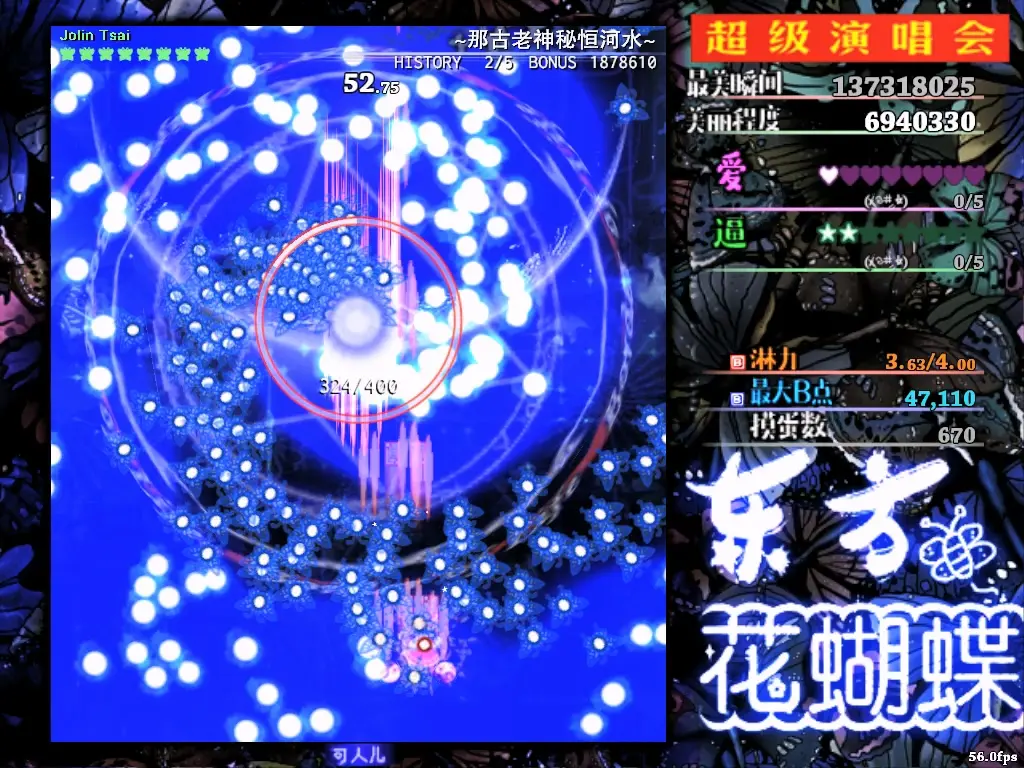 Jolin Tsai
~那古老神秘恒河水~
HISTORY 2/5 BONUS 1878610
52.75
324/400
可人儿
超级演唱会
最美瞬间 137318025
美丽程度 6940330
爱
0/5
逼
0/5
B 淋力 3.63/4.00
B 最大B点 47,110
摸蛋数 670
东方
花蝴蝶
56.0fps